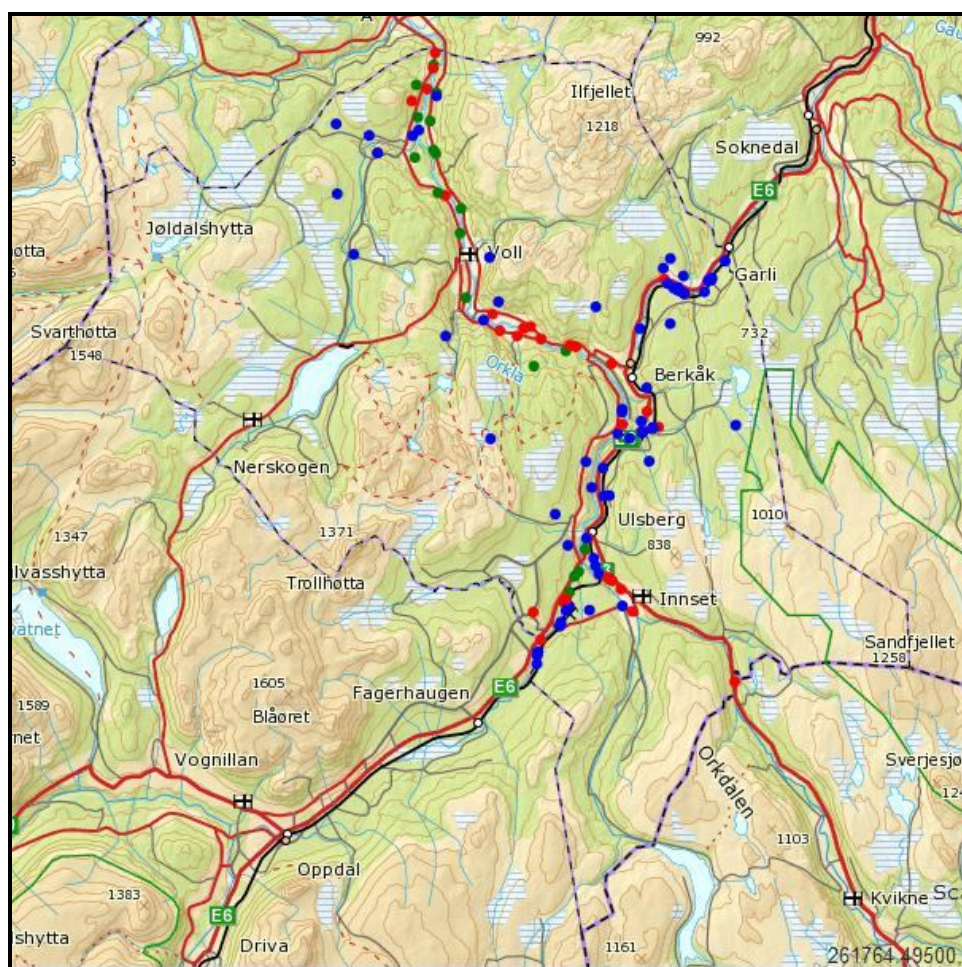 A
992
Gau
Ilfjellet
1218
Soknedal
E6
Jøldalshytta
Voll
Garli
Svarthøtta
1548
732
Orkla
Berkåk
Nerskogen
1347
1371
Ulsberg
1010
838
Trollhøtta
Innset
Sandfjellet
1258
1605
Fagerhaugen
E6
1589
Blåøret
Vognillan
Orkdalen
Sverjesjø
124
1103
Oppdal
1383
Kvikne
E6
Driva
1161
261764.49500